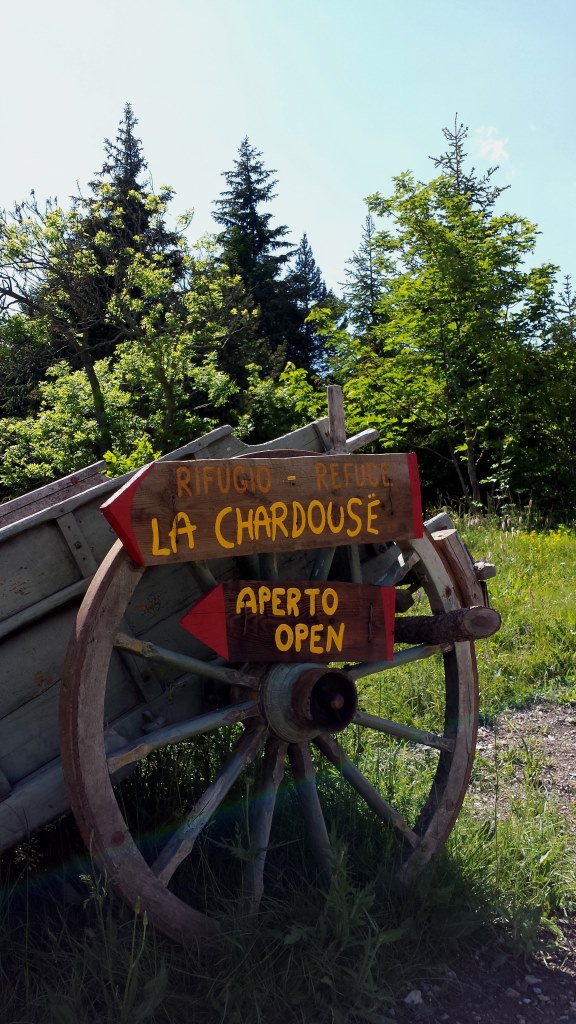 RIFUGIO - REFUGE
LA CHARDOUSË
APERTO
OPEN